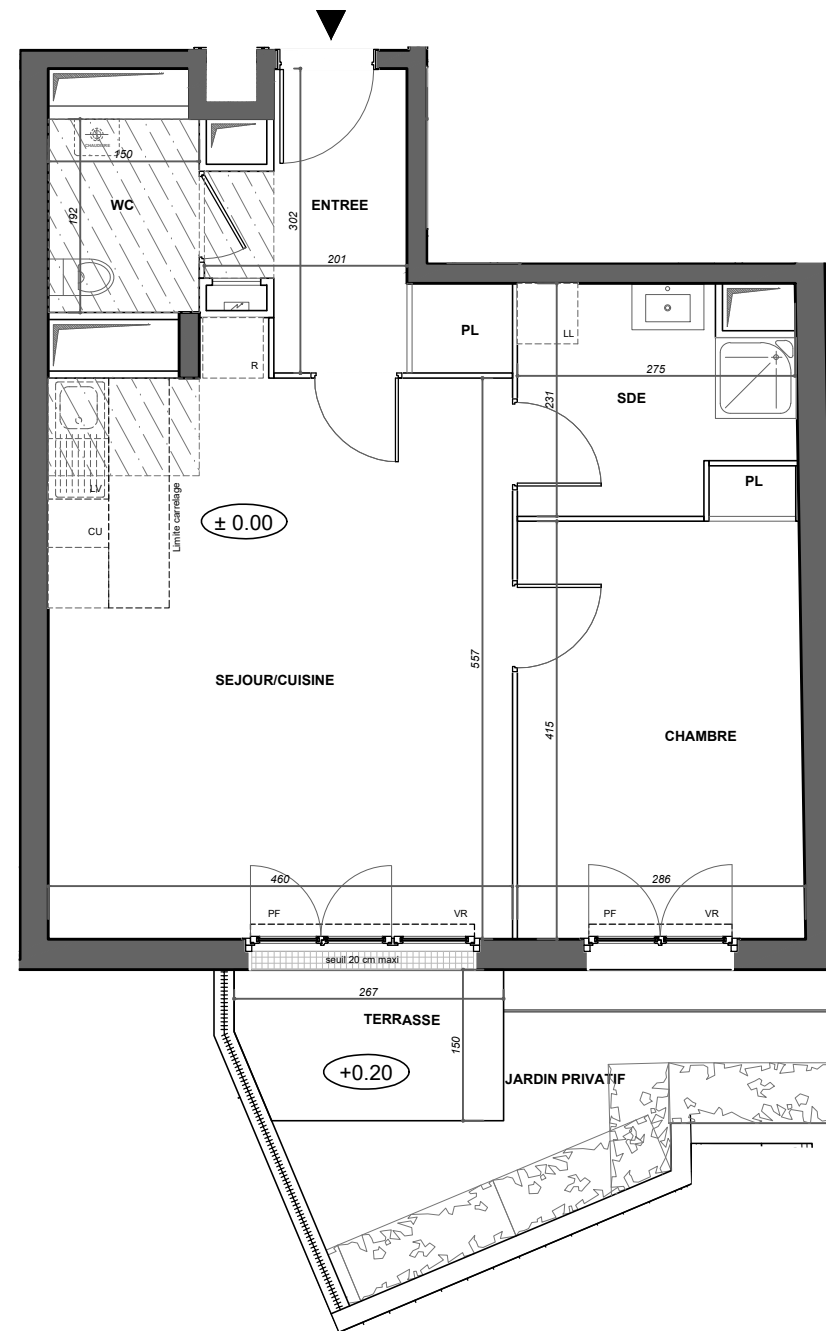 CHAUDIERE
150
WC
192
ENTREE
302
201
PL
R
LL
275
231
SDE
PL
LV
CU
Limite carrelage
± 0.00
SEJOUR/CUISINE
557
415
CHAMBRE
460
286
PF
VR
PF
VR
seuil 20 cm maxi
267
TERRASSE
150
+0.20
JARDIN PRIVATIF